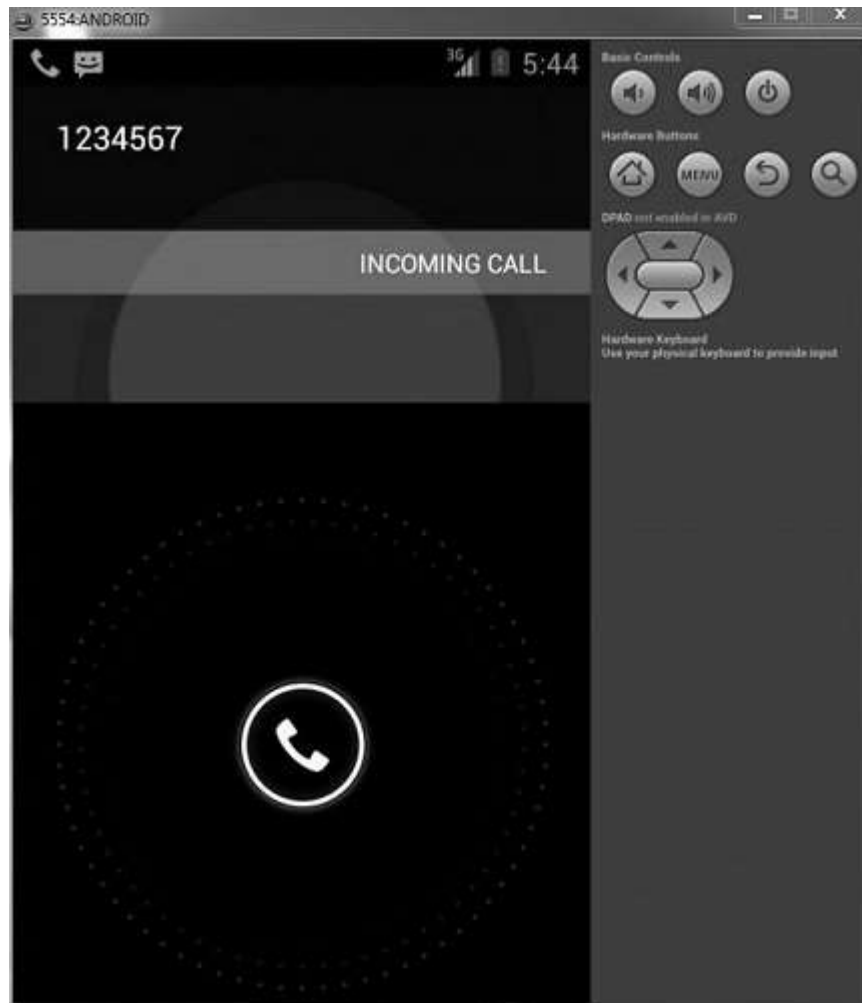 5554:ANDROID
3G 5:44
1234567
INCOMING CALL
Basic Controls
Hardware Buttons
MENU
DPAD not enabled in AVD
Hardware Keyboard
Use your physical keyboard to provide input